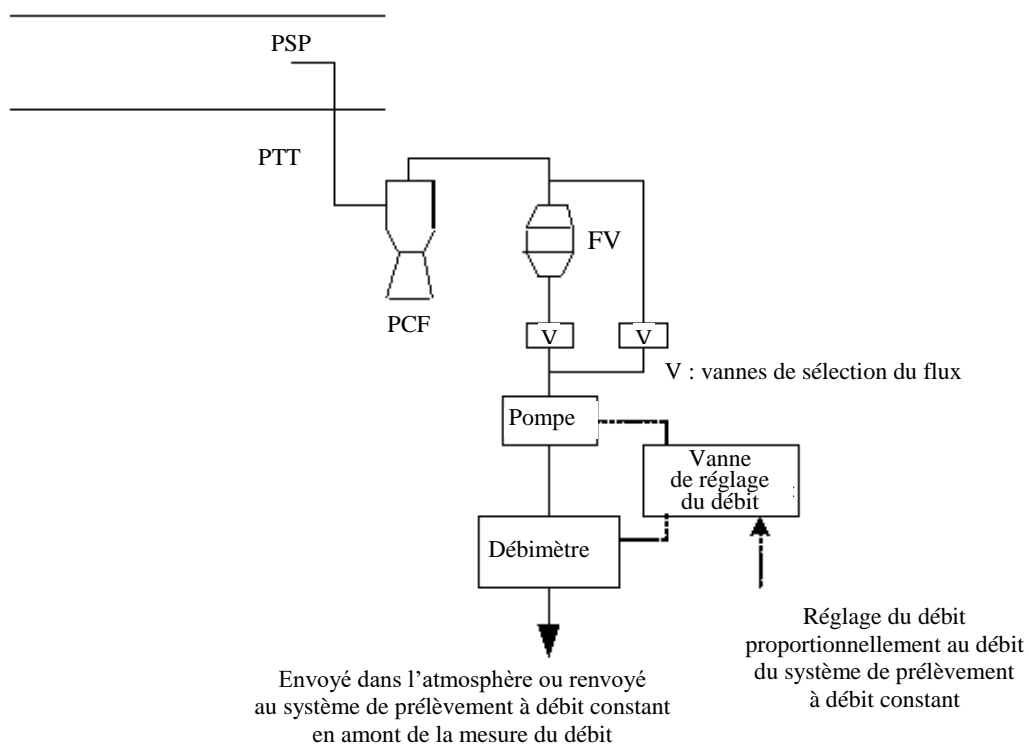 PSP
PTT
FV
PCF
V
V
V : vannes de sélection du flux
Pompe
Vanne
de réglage
du débit
Débimètre
Réglage du débit
proportionnellement au débit
du système de prélèvement
à débit constant
Envoyé dans l’atmosphère ou renvoyé
au système de prélèvement à débit constant
en amont de la mesure du débit